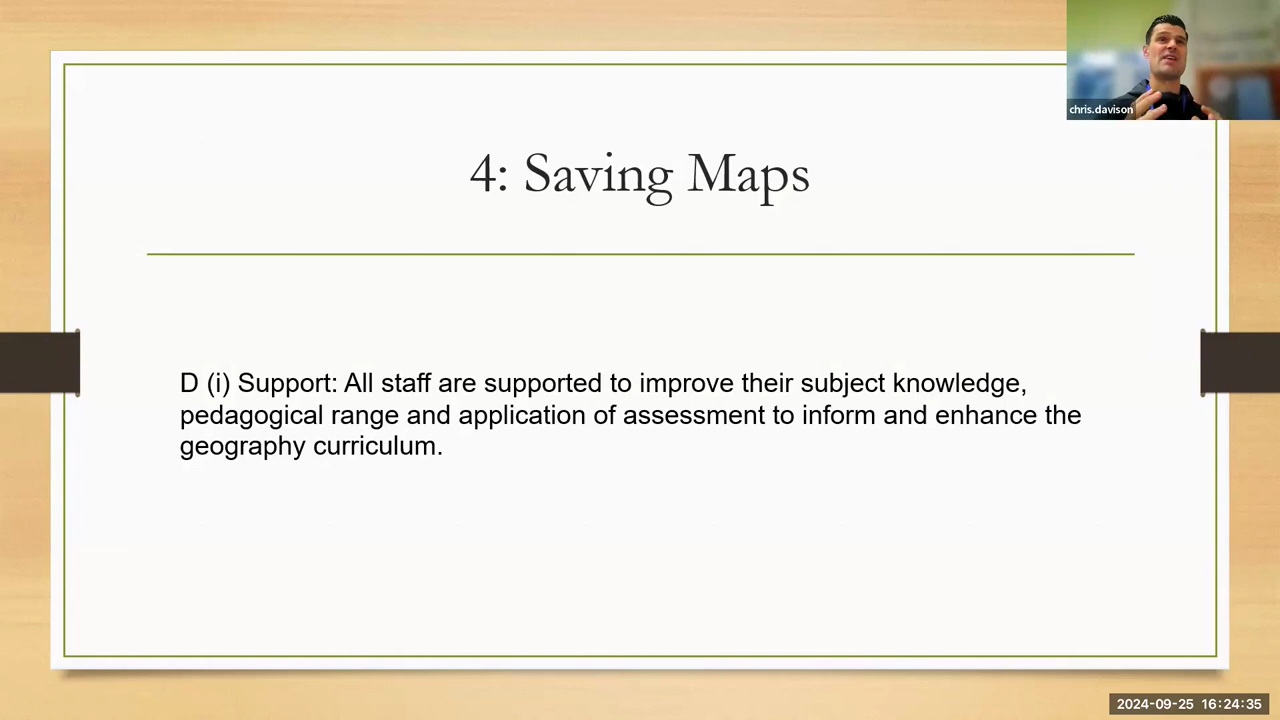 chris.davison
4: Saving Maps
D (i) Support: All staff are supported to improve their subject knowledge,
pedagogical range and application of assessment to inform and enhance the
geography curriculum.
2024-09-25 16:24:35